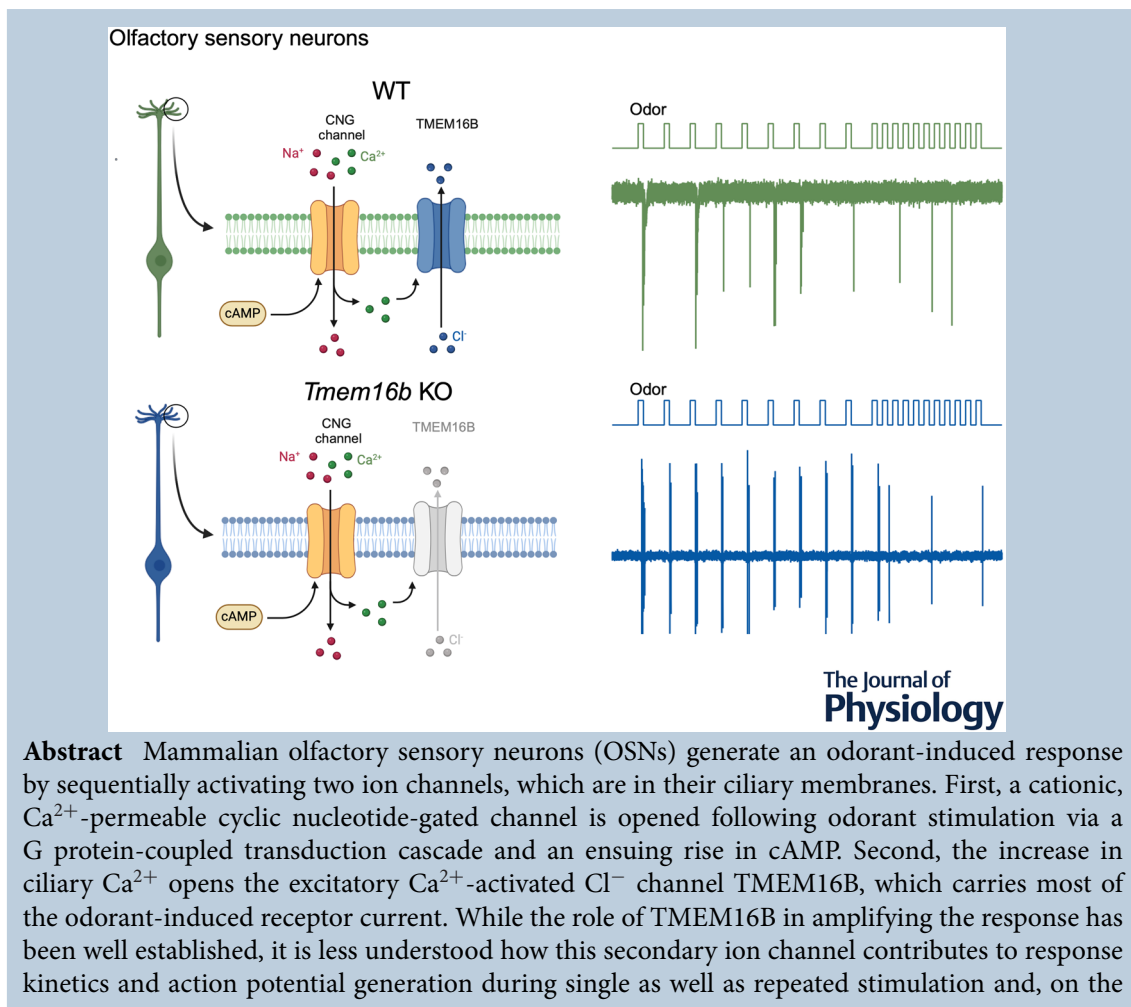 Olfactory sensory neurons
WT
CNG
channel
TMEM16B
Na⁺
Ca²⁺
cAMP
Cl⁻
Odor
Tmem16b KO
CNG
channel
TMEM16B
Na⁺
Ca²⁺
cAMP
Cl⁻
Odor
The Journal of
Physiology
Abstract Mammalian olfactory sensory neurons (OSNs) generate an odorant-induced response
by sequentially activating two ion channels, which are in their ciliary membranes. First, a cationic,
Ca²⁺-permeable cyclic nucleotide-gated channel is opened following odorant stimulation via a
G protein-coupled transduction cascade and an ensuing rise in cAMP. Second, the increase in
ciliary Ca²⁺ opens the excitatory Ca²⁺-activated Cl⁻ channel TMEM16B, which carries most of
the odorant-induced receptor current. While the role of TMEM16B in amplifying the response has
been well established, it is less understood how this secondary ion channel contributes to response
kinetics and action potential generation during single as well as repeated stimulation and, on the